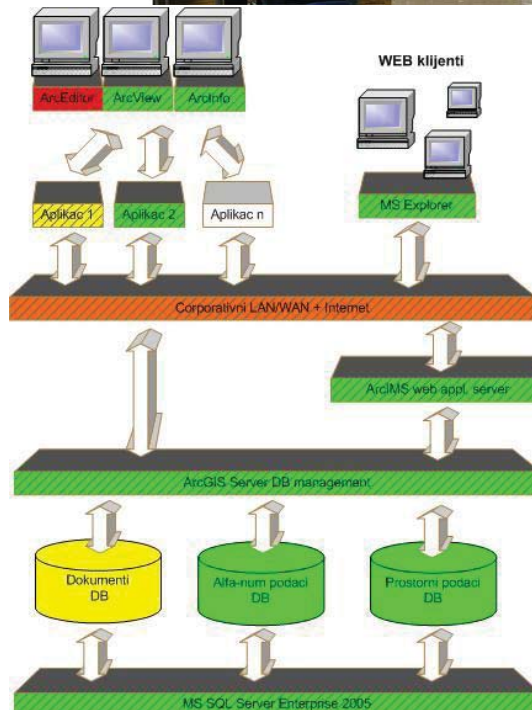 WEB klijenti
ArcEditor ArcView ArcInfo
Aplikac 1 Aplikac 2 Aplikac n
MS Explorer
Corporativni LAN/WAN + Internet
ArcIMS web appl. server
ArcGIS Server DB management
Dokumenti
DB
Alfa-num podaci
DB
Prostorni podaci
DB
MS SQL Server Enterprise 2005